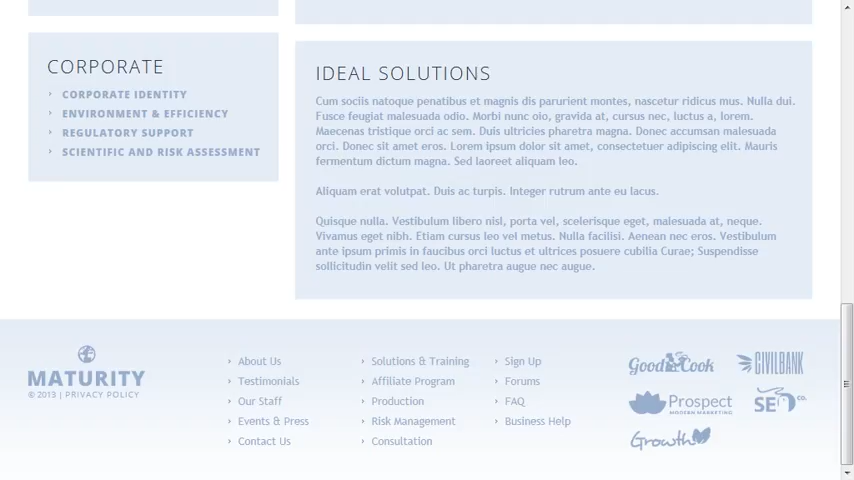 CORPORATE
CORPORATE IDENTITY
ENVIRONMENT & EFFICIENCY
REGULATORY SUPPORT
SCIENTIFIC AND RISK ASSESSMENT
IDEAL SOLUTIONS
Cum sociis natoque penatibus et magnis dis parurient montes, nascetur ridicus mus. Nulla dui.
Fusce feugiat malesuada odio. Morbi nunc oio, gravida at, cursus nec, luctus a, lorem.
Maecenas tristique orci ac sem. Duis ultricies pharetra magna. Donec accumsan malesuada
orci. Donec sit amet eros. Lorem ipsum dolor sit amet, consectetuer adipiscing elit. Mauris
fermentum dictum magna. Sed laoreet aliquam leo.
Aliquam erat volutpat. Duis ac turpis. Integer rutrum ante eu lacus.
Quisque nulla. Vestibulum libero nisl, porta vel, scelerisque eget, malesuada at, neque.
Vivamus eget nibh. Etiam cursus leo vel metus. Nulla facilisi. Aenean nec eros. Vestibulum
ante ipsum primis in faucibus orci luctus et ultrices posuere cubilia Curae; Suspendisse
sollicitudin velit sed leo. Ut pharetra augue nec augue.
MATURITY
© 2013 | PRIVACY POLICY
About Us
Testimonials
Our Staff
Events & Press
Contact Us
Solutions & Training
Affiliate Program
Production
Risk Management
Consultation
Sign Up
Forums
FAQ
Business Help
Good Cook
CIVILBANK
Prospect
MODERN MARKETING
SEO CO.
Growth